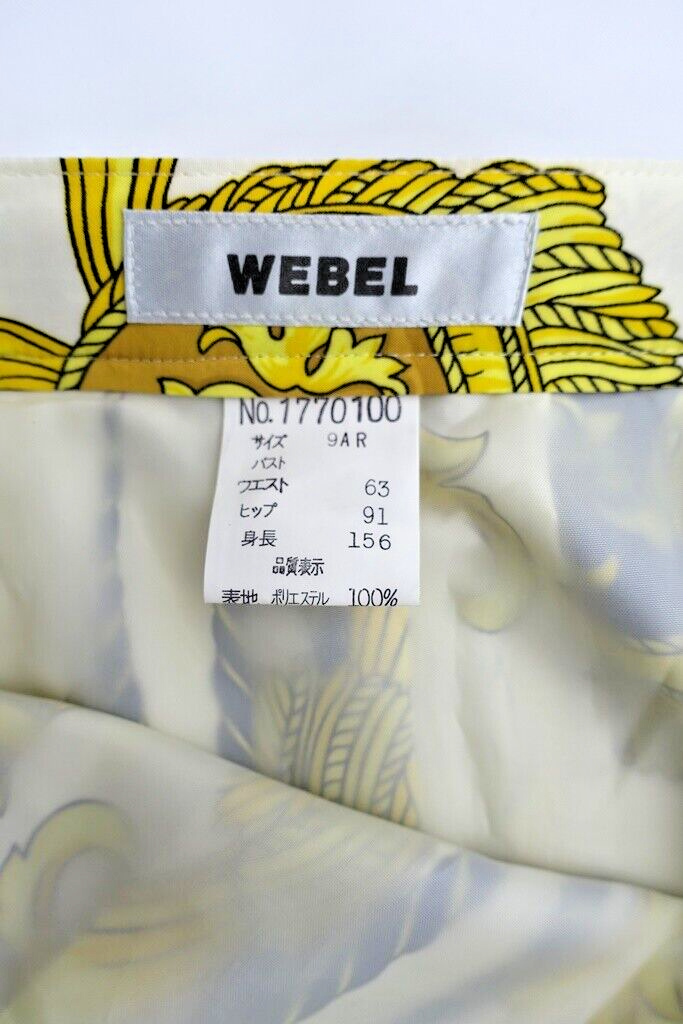 WEBEL
No.1770100
サイズ 9AR
バスト
ウエスト 63
ヒップ 91
身長 156
品質表示
表地 ポリエステル 100%